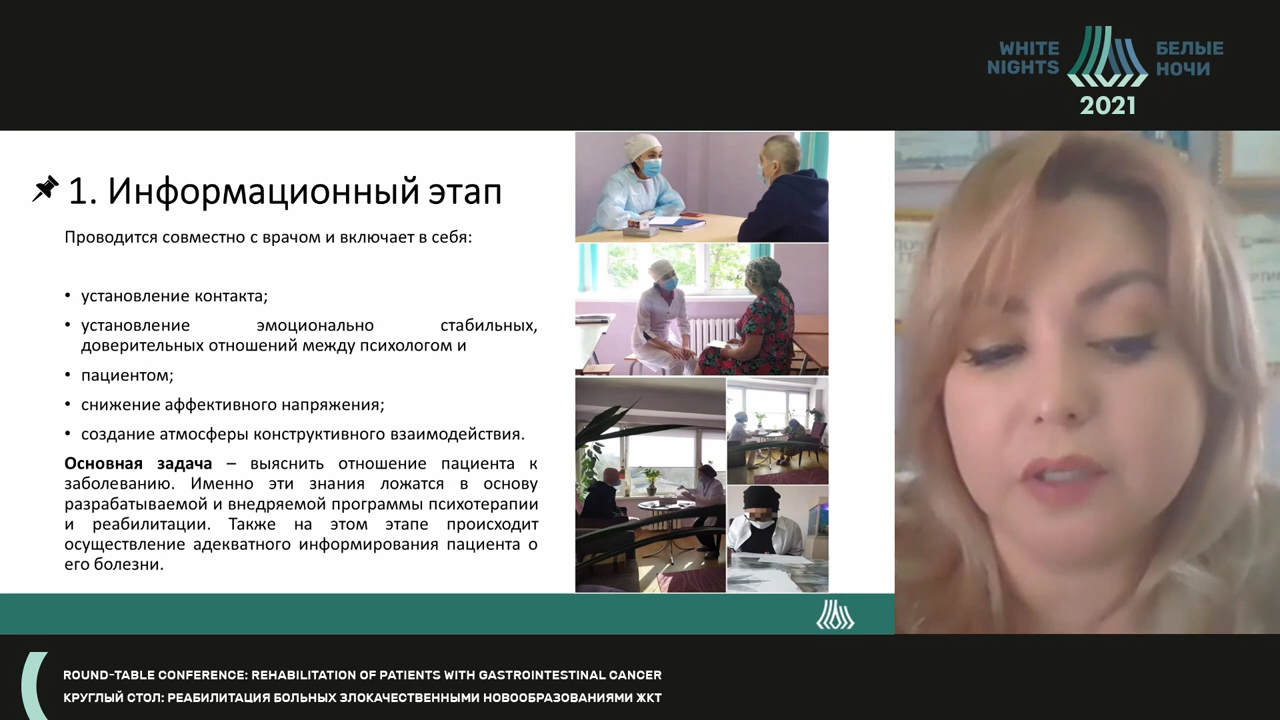 WHITE
NIGHTS
БЕЛЫЕ
НОЧИ
2021
1. Информационный этап
Проводится совместно с врачом и включает в себя:
• установление контакта;
• установление эмоционально стабильных,
доверительных отношений между психологом и
• пациентом;
• снижение аффективного напряжения;
• создание атмосферы конструктивного взаимодействия.
Основная задача – выяснить отношение пациента к
заболеванию. Именно эти знания ложатся в основу
разрабатываемой и внедряемой программы психотерапии
и реабилитации. Также на этом этапе происходит
осуществление адекватного информирования пациента о
его болезни.
ROUND-TABLE CONFERENCE: REHABILITATION OF PATIENTS WITH GASTROINTESTINAL CANCER
КРУГЛЫЙ СТОЛ: РЕАБИЛИТАЦИЯ БОЛЬНЫХ ЗЛОКАЧЕСТВЕННЫМИ НОВООБРАЗОВАНИЯМИ ЖКТ